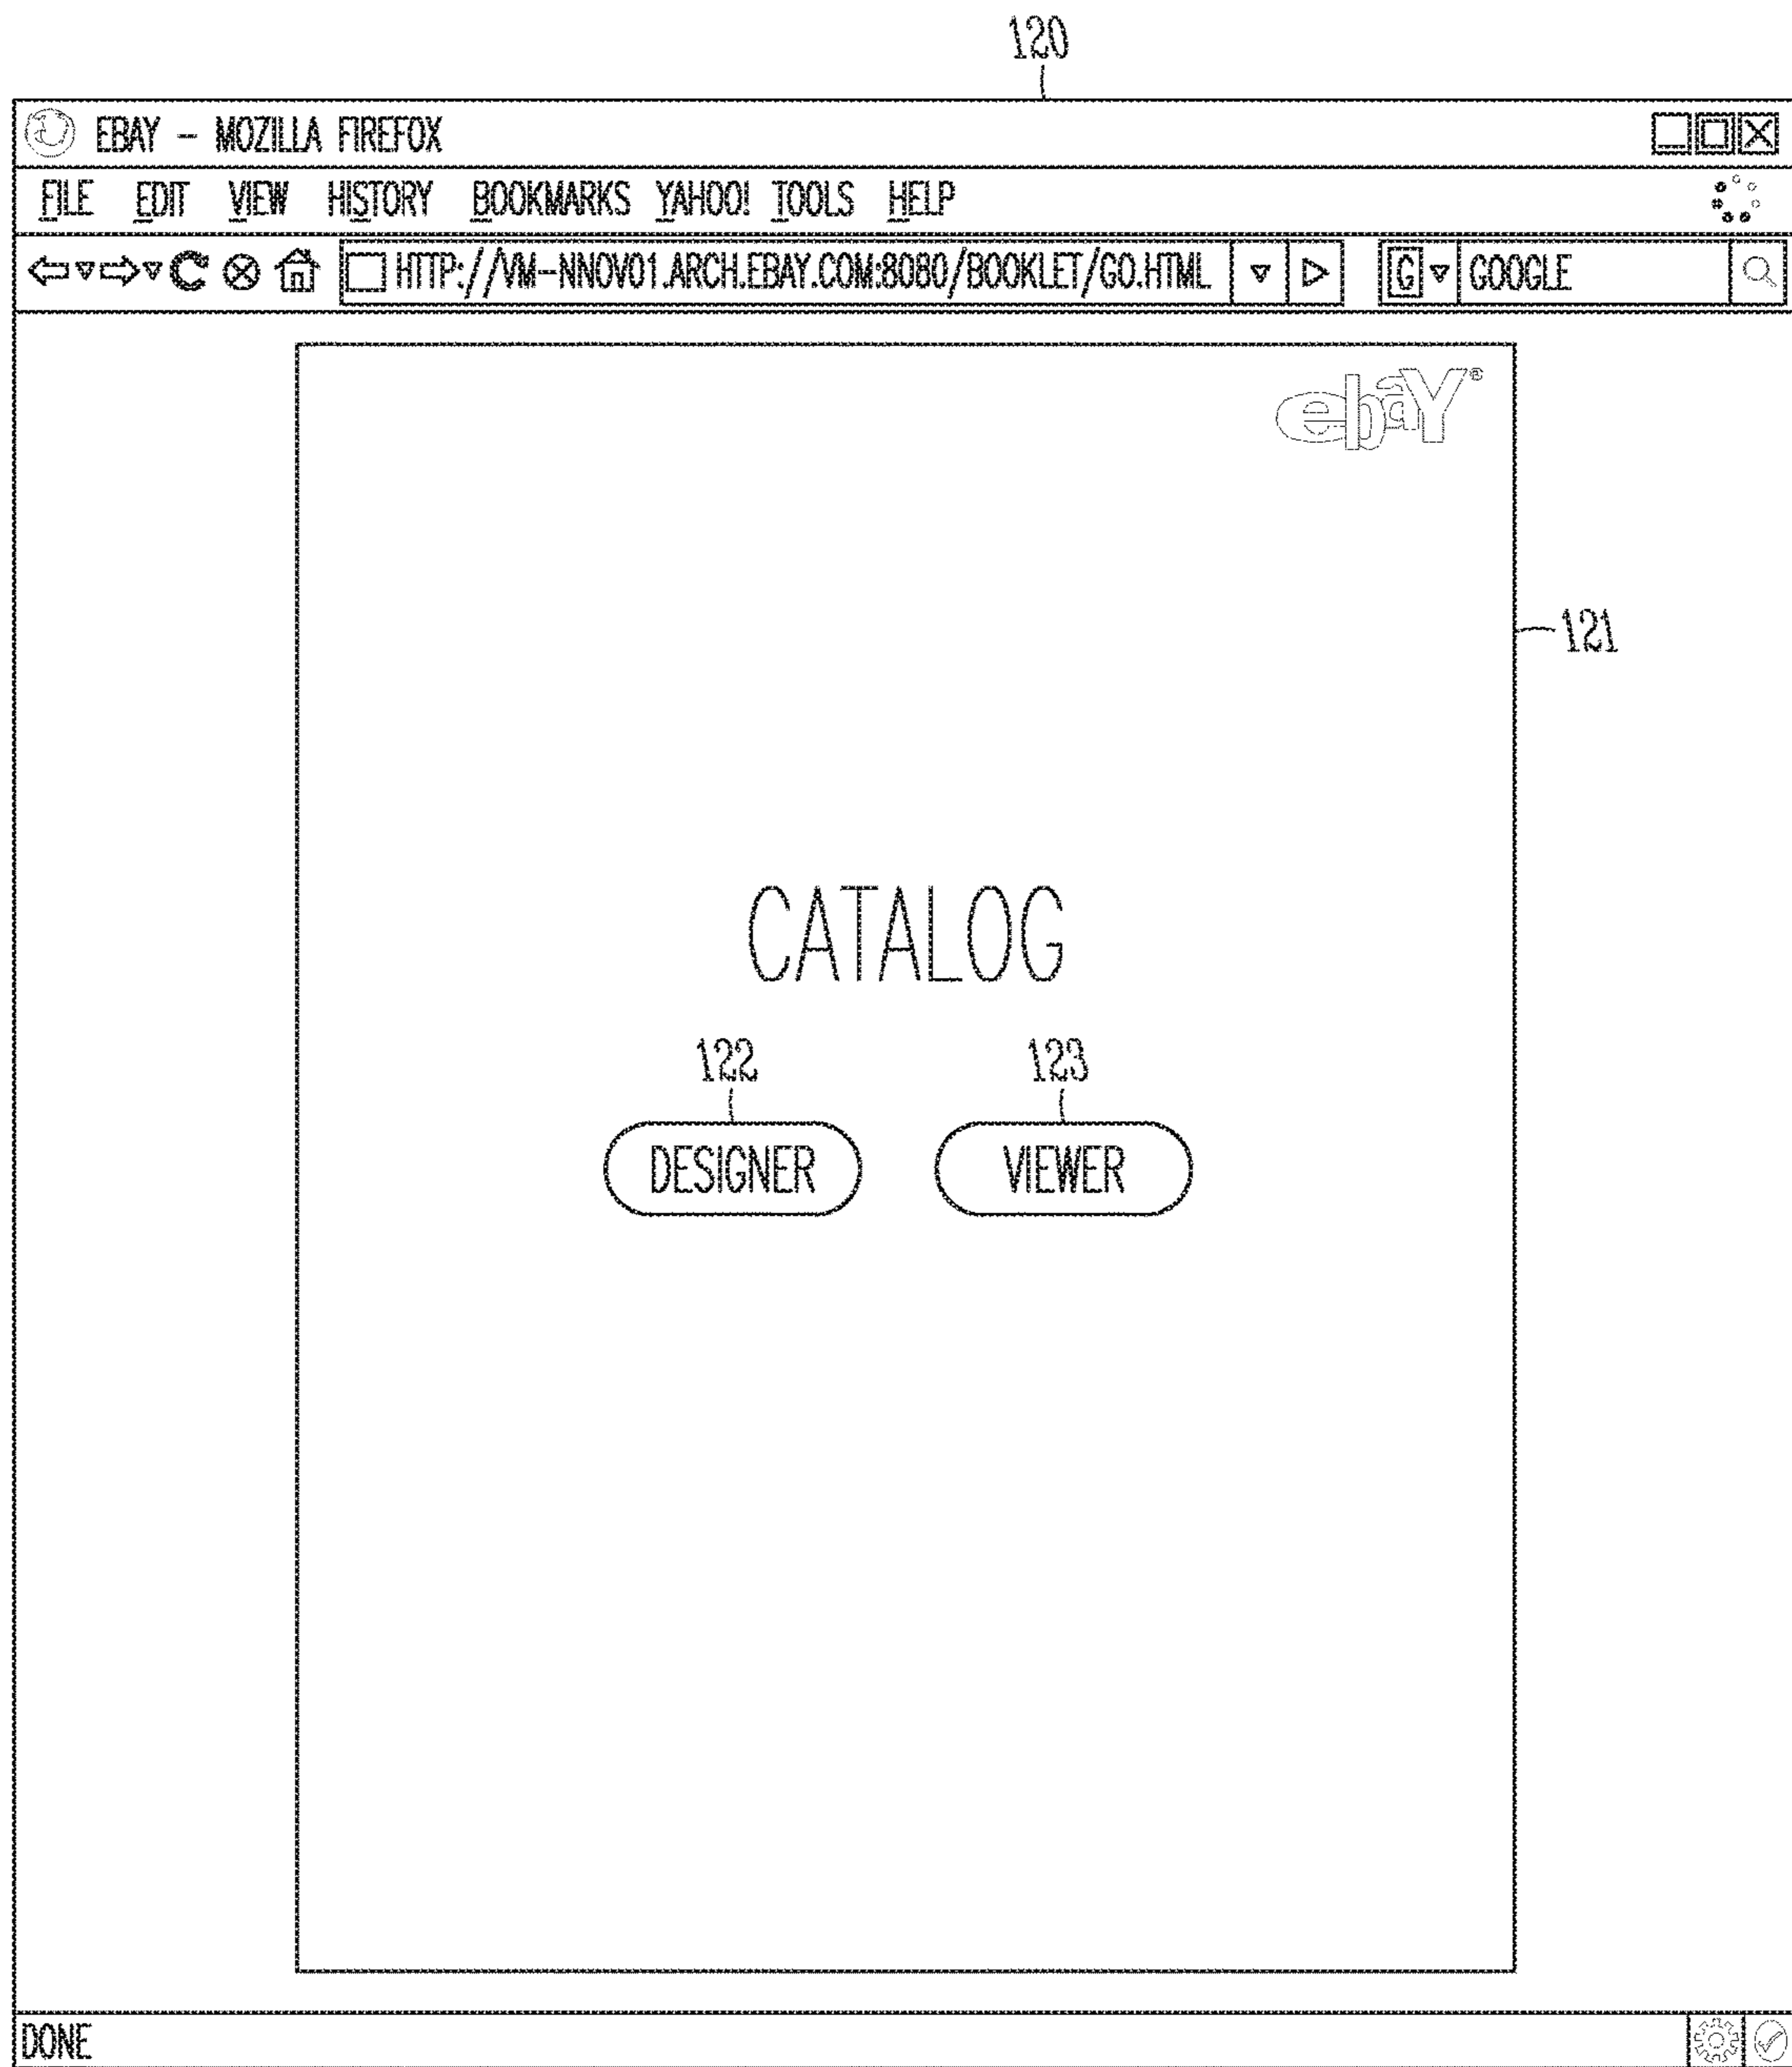 120
EBAY - MOZILLA FIREFOX
FILE EDIT VIEW HISTORY BOOKMARKS YAHOO! TOOLS HELP
HTTP://VM-NNOV01.ARCH.EBAY.COM:8080/BOOKLET/GO.HTML G GOOGLE
ebaY®
121
CATALOG
122 123
DESIGNER VIEWER
DONE